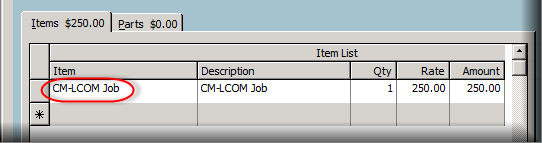 Items $250.00 Parts $0.00
Item List
Item Description Qty Rate Amount
CM-LCOM Job CM-LCOM Job 1 250.00 250.00
*